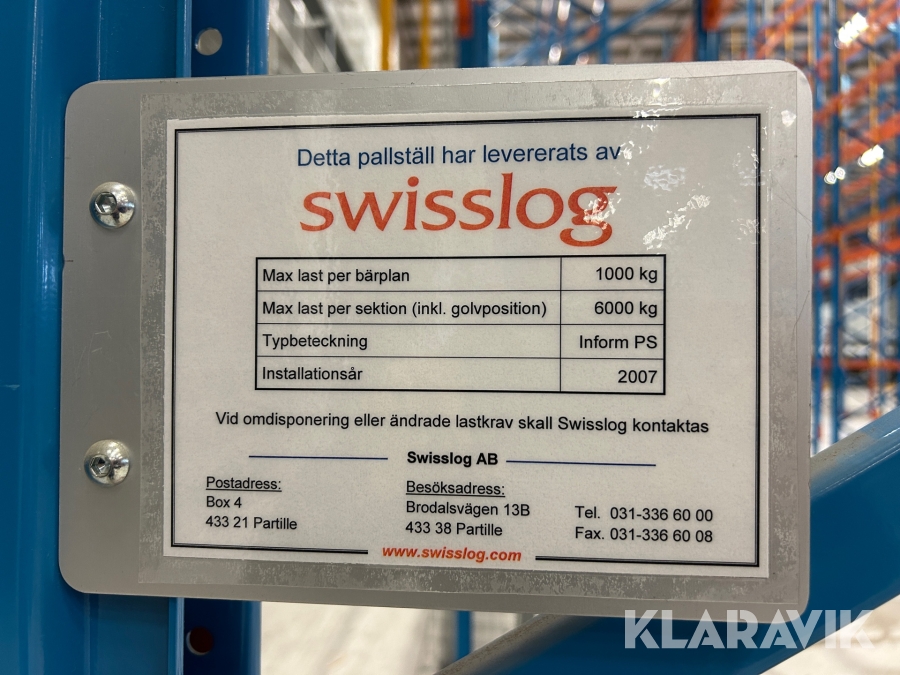 Detta pallställ har levererats av
swisslog
Max last per bärplan 1000 kg
Max last per sektion (inkl. golvposition) 6000 kg
Typbeteckning Inform PS
Installationsår 2007
Vid omdisponering eller ändrade lastkrav skall Swisslog kontaktas
Swisslog AB
Postadress:
Box 4
433 21 Partille
Besöksadress:
Brodalsvägen 13B
433 38 Partille
Tel. 031-336 60 00
Fax. 031-336 60 08
www.swisslog.com
KLARAVIK